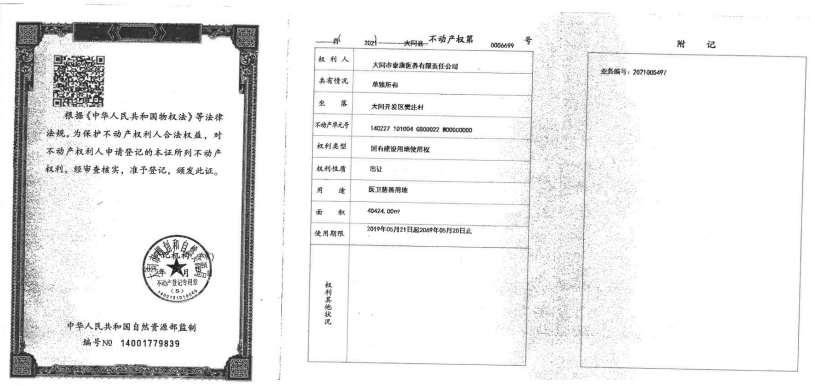 根据《中华人民共和国物权法》等法律
法规，为保护不动产权利人合法权益，对
不动产权利人申请登记的本证所列不动产
权利，经审查核实，准予登记，颁发此证。
登记机构
年 月
不动产登记专用章
(5)
中华人民共和国自然资源部监制
编号№ 14001779839
晋( 2021 ) 大同县 不动产权第 0006699 号
权利人 大同市泰康医养有限责任公司
共有情况 单独所有
坐落 大同开发区樊庄村
不动产单元号 140227 101004 GB00022 W00000000
权利类型 国有建设用地使用权
权利性质 出让
用途 医卫慈善用地
面积 40424.00㎡
使用期限 2019年05月21日起2069年05月20日止
权利其他状况
附记
业务编号：2021005497